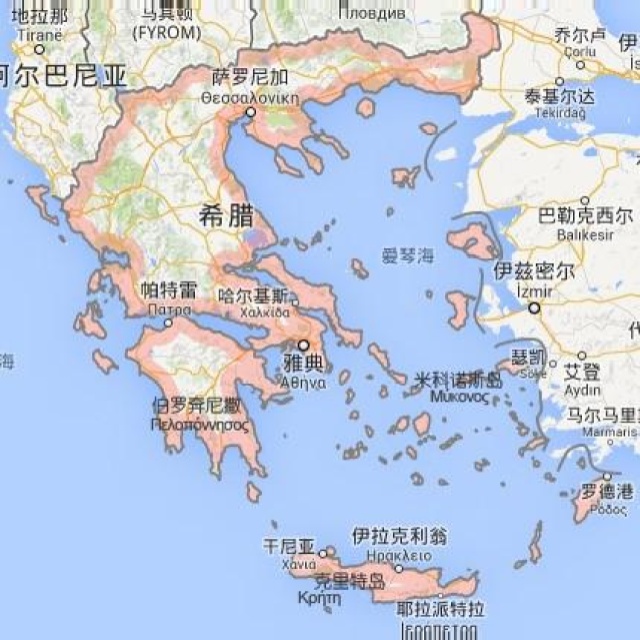 地拉那
Tiranë
马其顿
(FYROM)
Пловдив
乔尔卢
Çorlu
伊
İs
阿尔巴尼亚
萨罗尼加
Θεσσαλονίκη
泰基尔达
Tekirdağ
希腊
爱琴海
巴勒克西尔
Balıkesir
伊兹密尔
İzmir
帕特雷
Πατρα
哈尔基斯
Χαλκίδα
雅典
Αθήνα
海
米科诺斯岛
Μύκονος
瑟凯
Söke
艾登
Aydın
代
伯罗奔尼撒
Πελοπόννησος
马尔马里
Marmaris
罗德港
Ρόδος
干尼亚
Χανιά
伊拉克利翁
Ηράκλειο
克里特岛
Κρήτη
耶拉派特拉
Ιεράπετρα